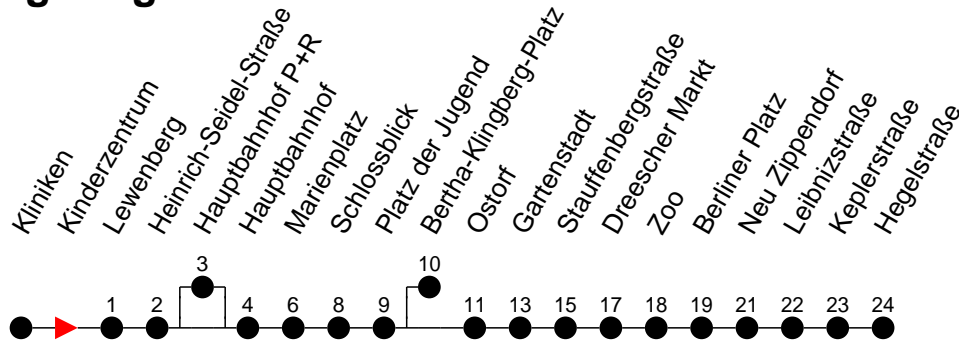 Kliniken
Kinderzentrum
Lewenberg
Heinrich-Seidel-Straße
Hauptbahnhof P+R
Hauptbahnhof
Marienplatz
Schlossblick
Platz der Jugend
Bertha-Klingberg-Platz
Ostorf
Gartenstadt
Stauffenbergstraße
Dreescher Markt
Zoo
Berliner Platz
Neu Zippendorf
Leibnizstraße
Keplerstraße
Hegelstraße
3 10
1 2 4 6 8 9 11 13 15 17 18 19 21 22 23 24